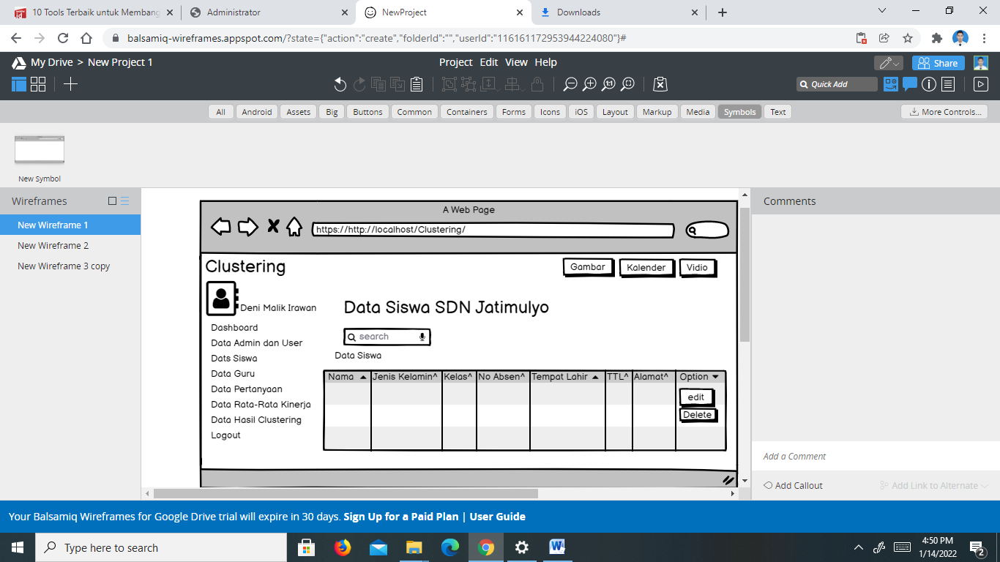 10 Tools Terbaik untuk Membang
Administrator
NewProject
Downloads
balsamiq-wireframes.appspot.com/?state={"action":"create","folderId":"","userId":"116161172953944224080"}#
My Drive > New Project 1
Project Edit View Help
Share
1:1
Quick Add
All Android Assets Big Buttons Common Containers Forms Icons iOS Layout Markup Media Symbols Text
More Controls...
New Symbol
Wireframes
New Wireframe 1
New Wireframe 2
New Wireframe 3 copy
A Web Page
https://http://localhost/Clustering/
Clustering
Gambar Kalender Vidio
Deni Malik Irawan
Dashboard
Data Admin dan User
Dats Siswa
Data Guru
Data Pertanyaan
Data Rata-Rata Kinerja
Data Hasil Clustering
Logout
Data Siswa SDN Jatimulyo
search
Data Siswa
Nama ▲ Jenis Kelamin^ Kelas^ No Absen^ Tempat Lahir ▲ TTL^ Alamat^ Option ▼
edit
Delete
Comments
Add a Comment
Add Callout
Add Link to Alternate
Your Balsamiq Wireframes for Google Drive trial will expire in 30 days. Sign Up for a Paid Plan | User Guide
Type here to search
4:50 PM
1/14/2022
2